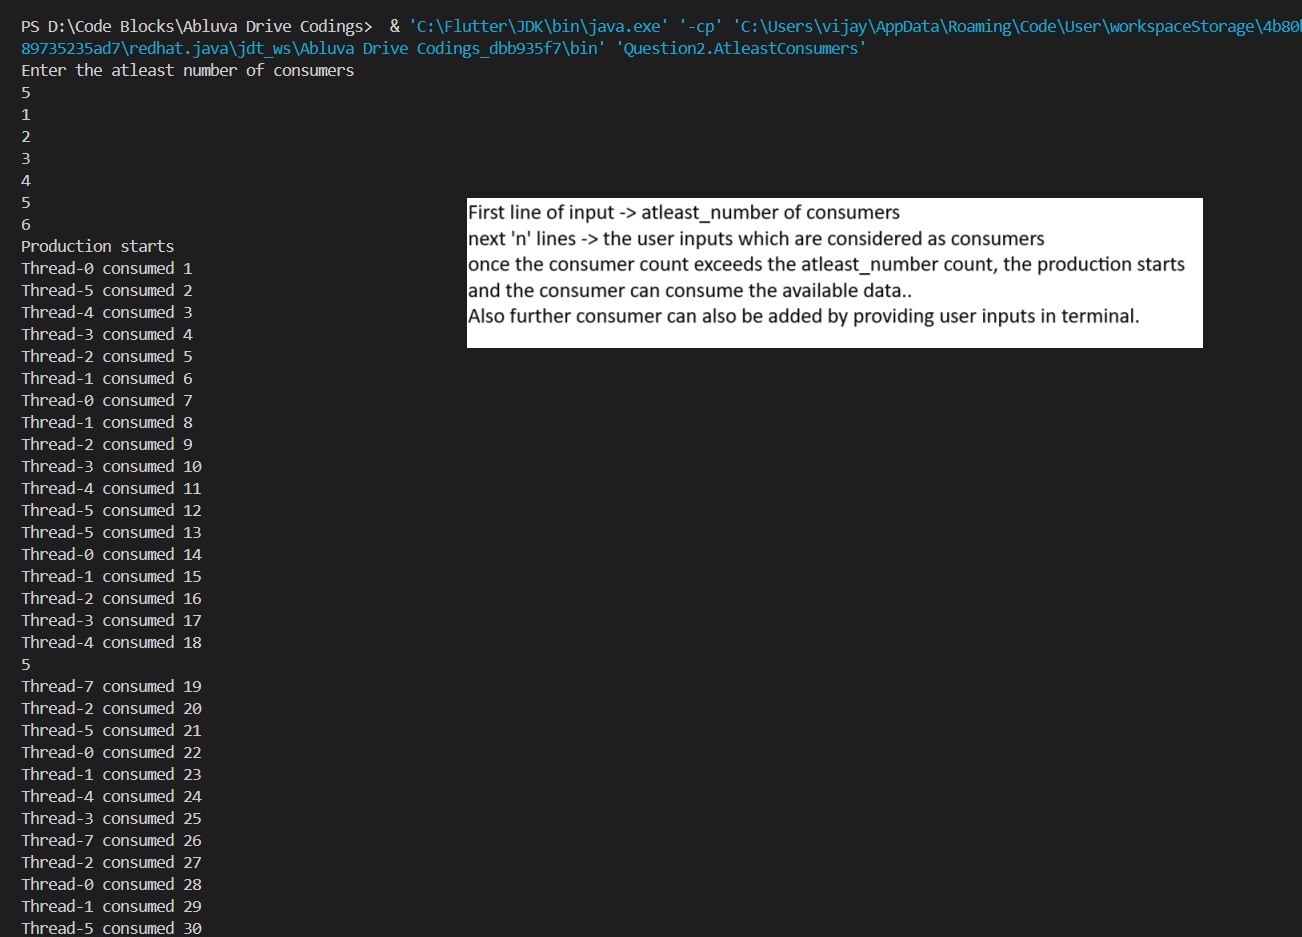 PS D:\Code Blocks\Abluva Drive Codings>  & 'C:\Flutter\JDK\bin\java.exe' '-cp' 'C:\Users\vijay\AppData\Roaming\Code\User\workspaceStorage\4b80
89735235ad7\redhat.java\jdt_ws\Abluva Drive Codings_dbb935f7\bin' 'Question2.AtleastConsumers'
Enter the atleast number of consumers
5
1
2
3
4
5
6
Production starts
Thread-0 consumed 1
Thread-5 consumed 2
Thread-4 consumed 3
Thread-3 consumed 4
Thread-2 consumed 5
Thread-1 consumed 6
Thread-0 consumed 7
Thread-1 consumed 8
Thread-2 consumed 9
Thread-3 consumed 10
Thread-4 consumed 11
Thread-5 consumed 12
Thread-5 consumed 13
Thread-0 consumed 14
Thread-1 consumed 15
Thread-2 consumed 16
Thread-3 consumed 17
Thread-4 consumed 18
5
Thread-7 consumed 19
Thread-2 consumed 20
Thread-5 consumed 21
Thread-0 consumed 22
Thread-1 consumed 23
Thread-4 consumed 24
Thread-3 consumed 25
Thread-7 consumed 26
Thread-2 consumed 27
Thread-0 consumed 28
Thread-1 consumed 29
Thread-5 consumed 30
First line of input -> atleast_number of consumers
next 'n' lines -> the user inputs which are considered as consumers
once the consumer count exceeds the atleast_number count, the production starts
and the consumer can consume the available data..
Also further consumer can also be added by providing user inputs in terminal.